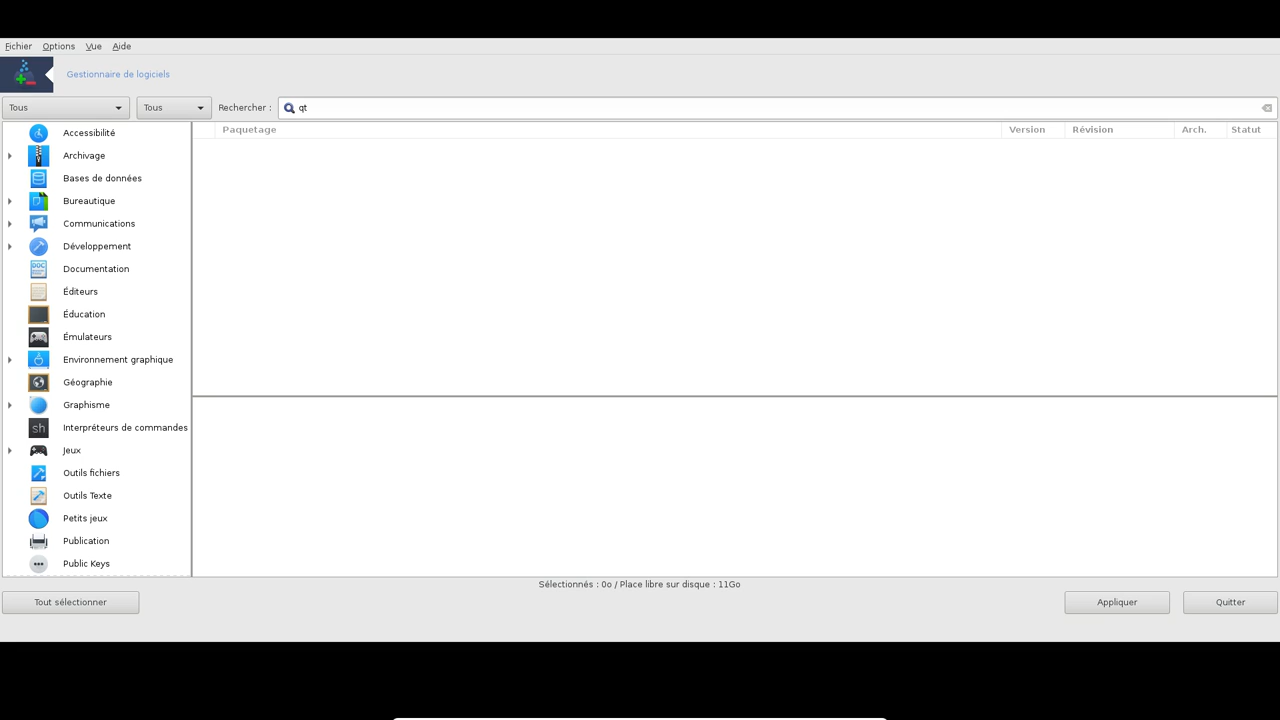 Fichier Options Vue Aide
Gestionnaire de logiciels
Tous Tous Rechercher : qt
Paquetage Version Révision Arch. Statut
Accessibilité
Archivage
Bases de données
Bureautique
Communications
Développement
Documentation
Éditeurs
Éducation
Émulateurs
Environnement graphique
Géographie
Graphisme
Interpréteurs de commandes
Jeux
Outils fichiers
Outils Texte
Petits jeux
Publication
Public Keys
Sélectionnés : 0o / Place libre sur disque : 11Go
Tout sélectionner Appliquer Quitter